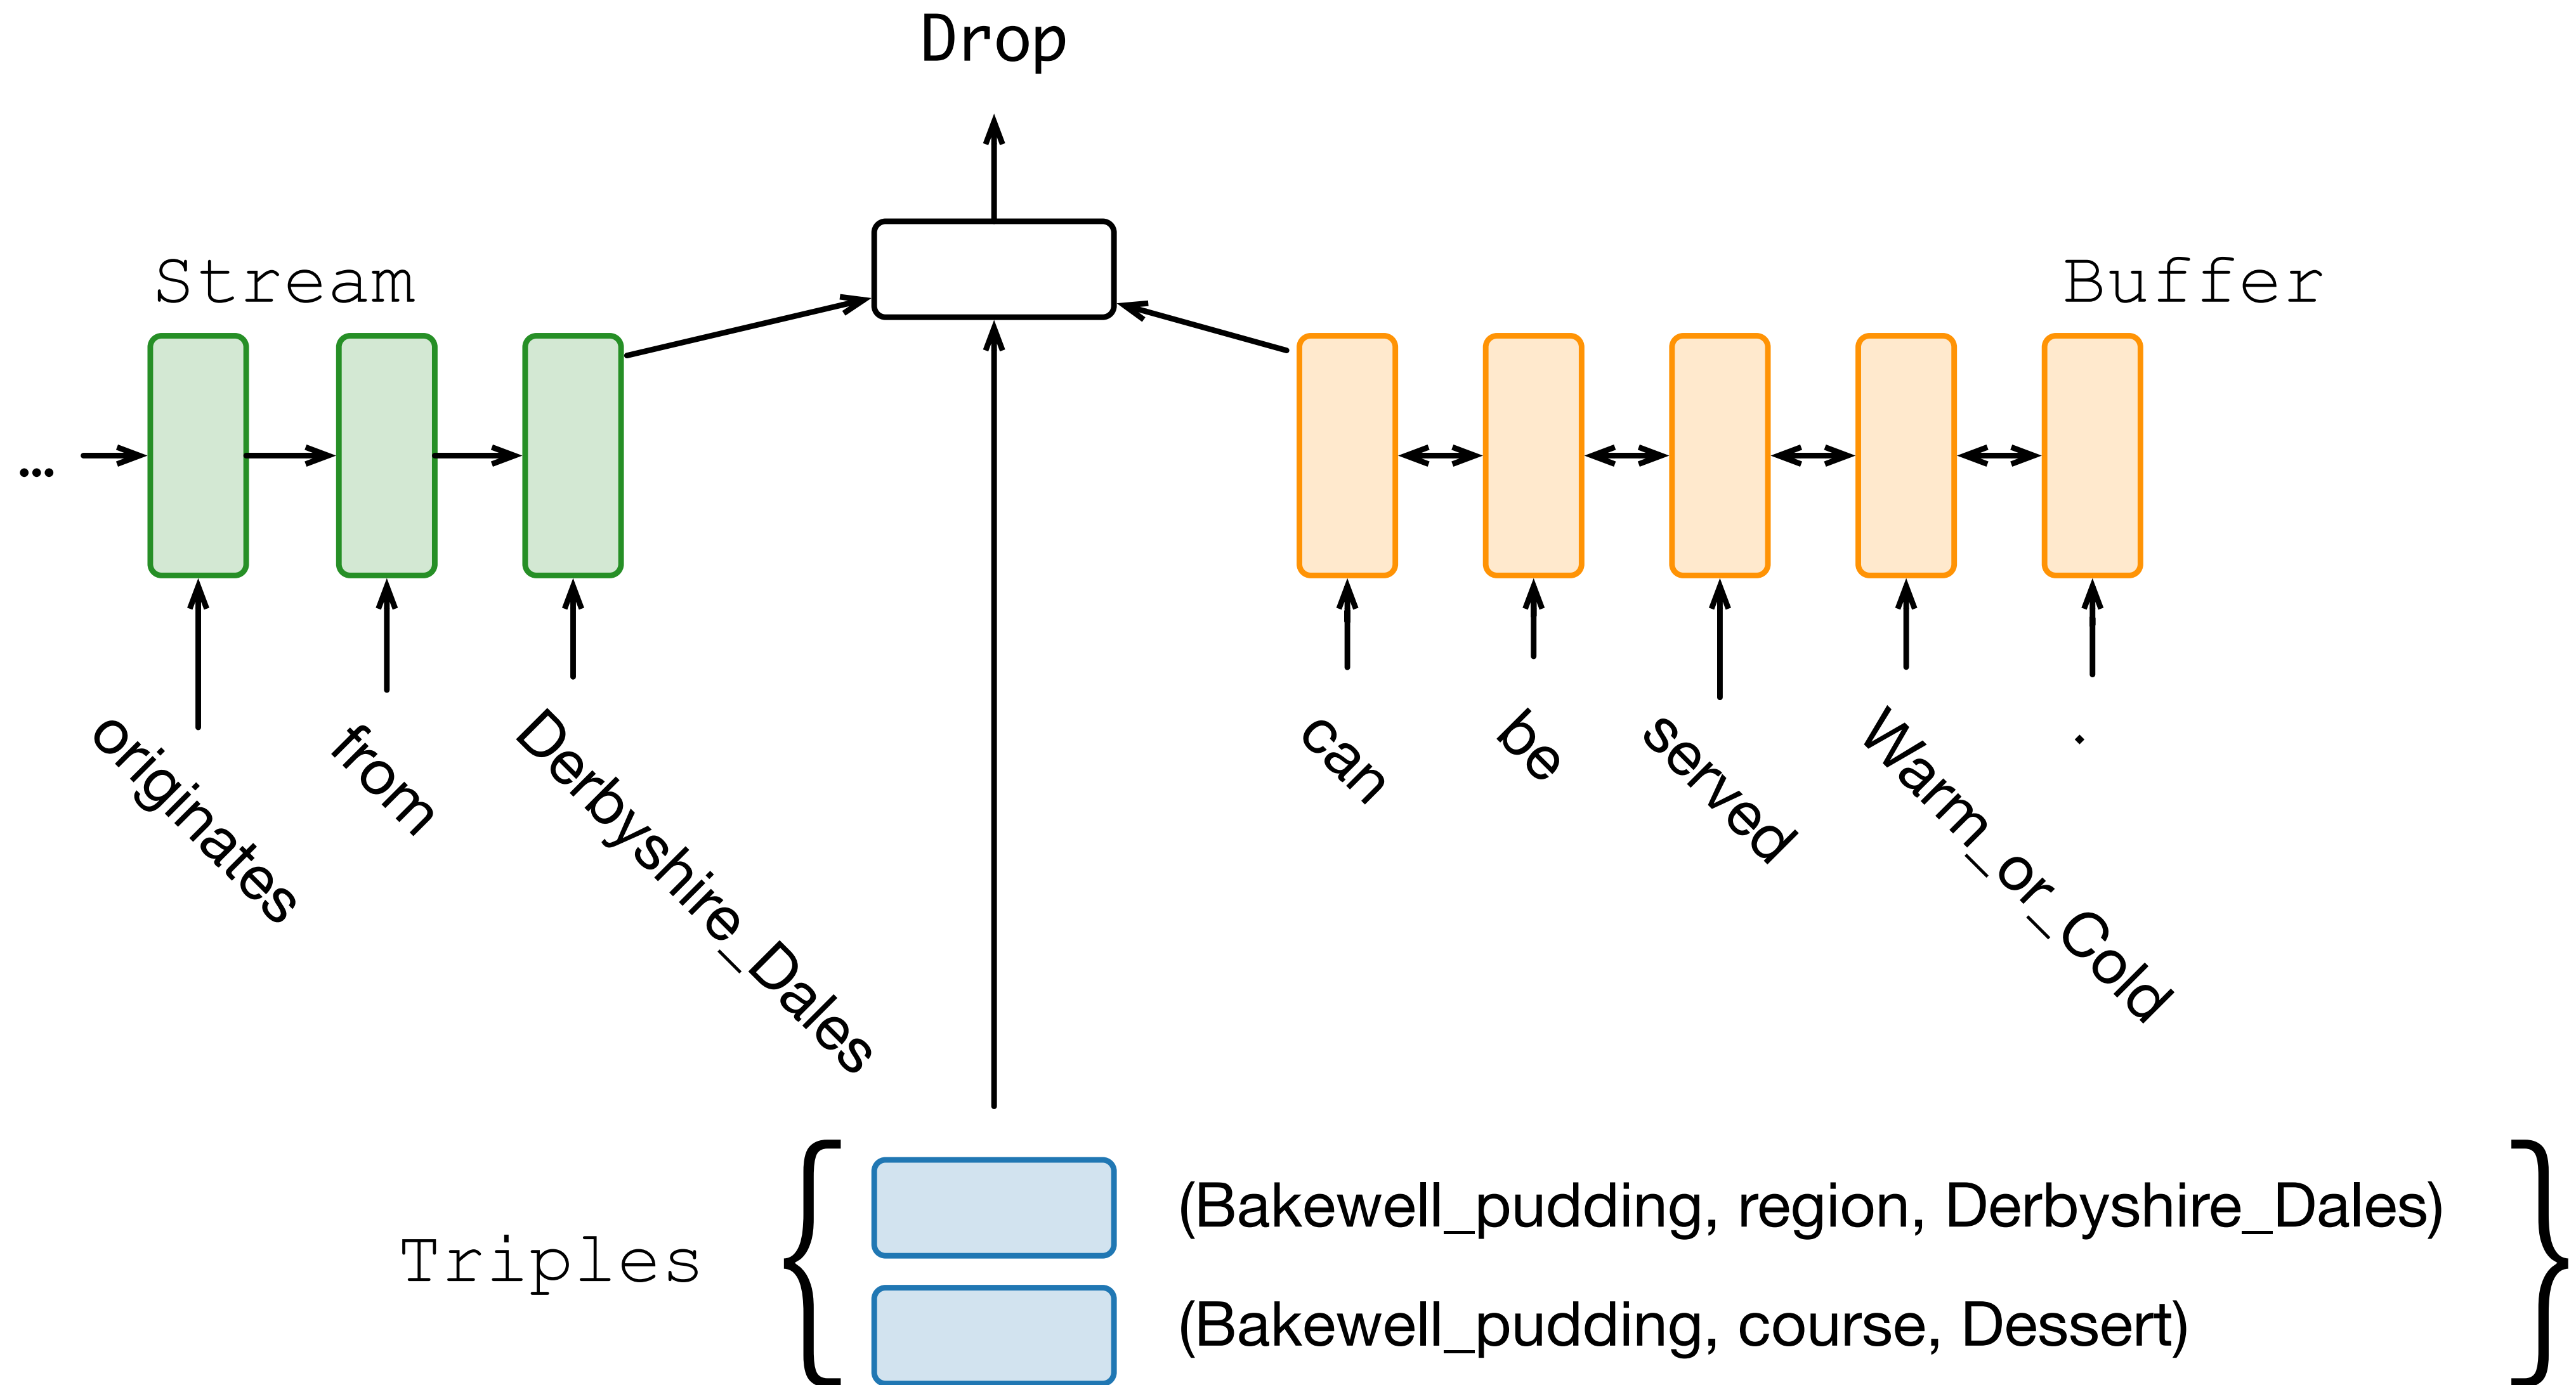 Drop
Stream
Buffer
...
originates
from
Derbyshire_Dales
can
be
served
Warm_or_Cold
.
Triples
(Bakewell_pudding, region, Derbyshire_Dales)
(Bakewell_pudding, course, Dessert)